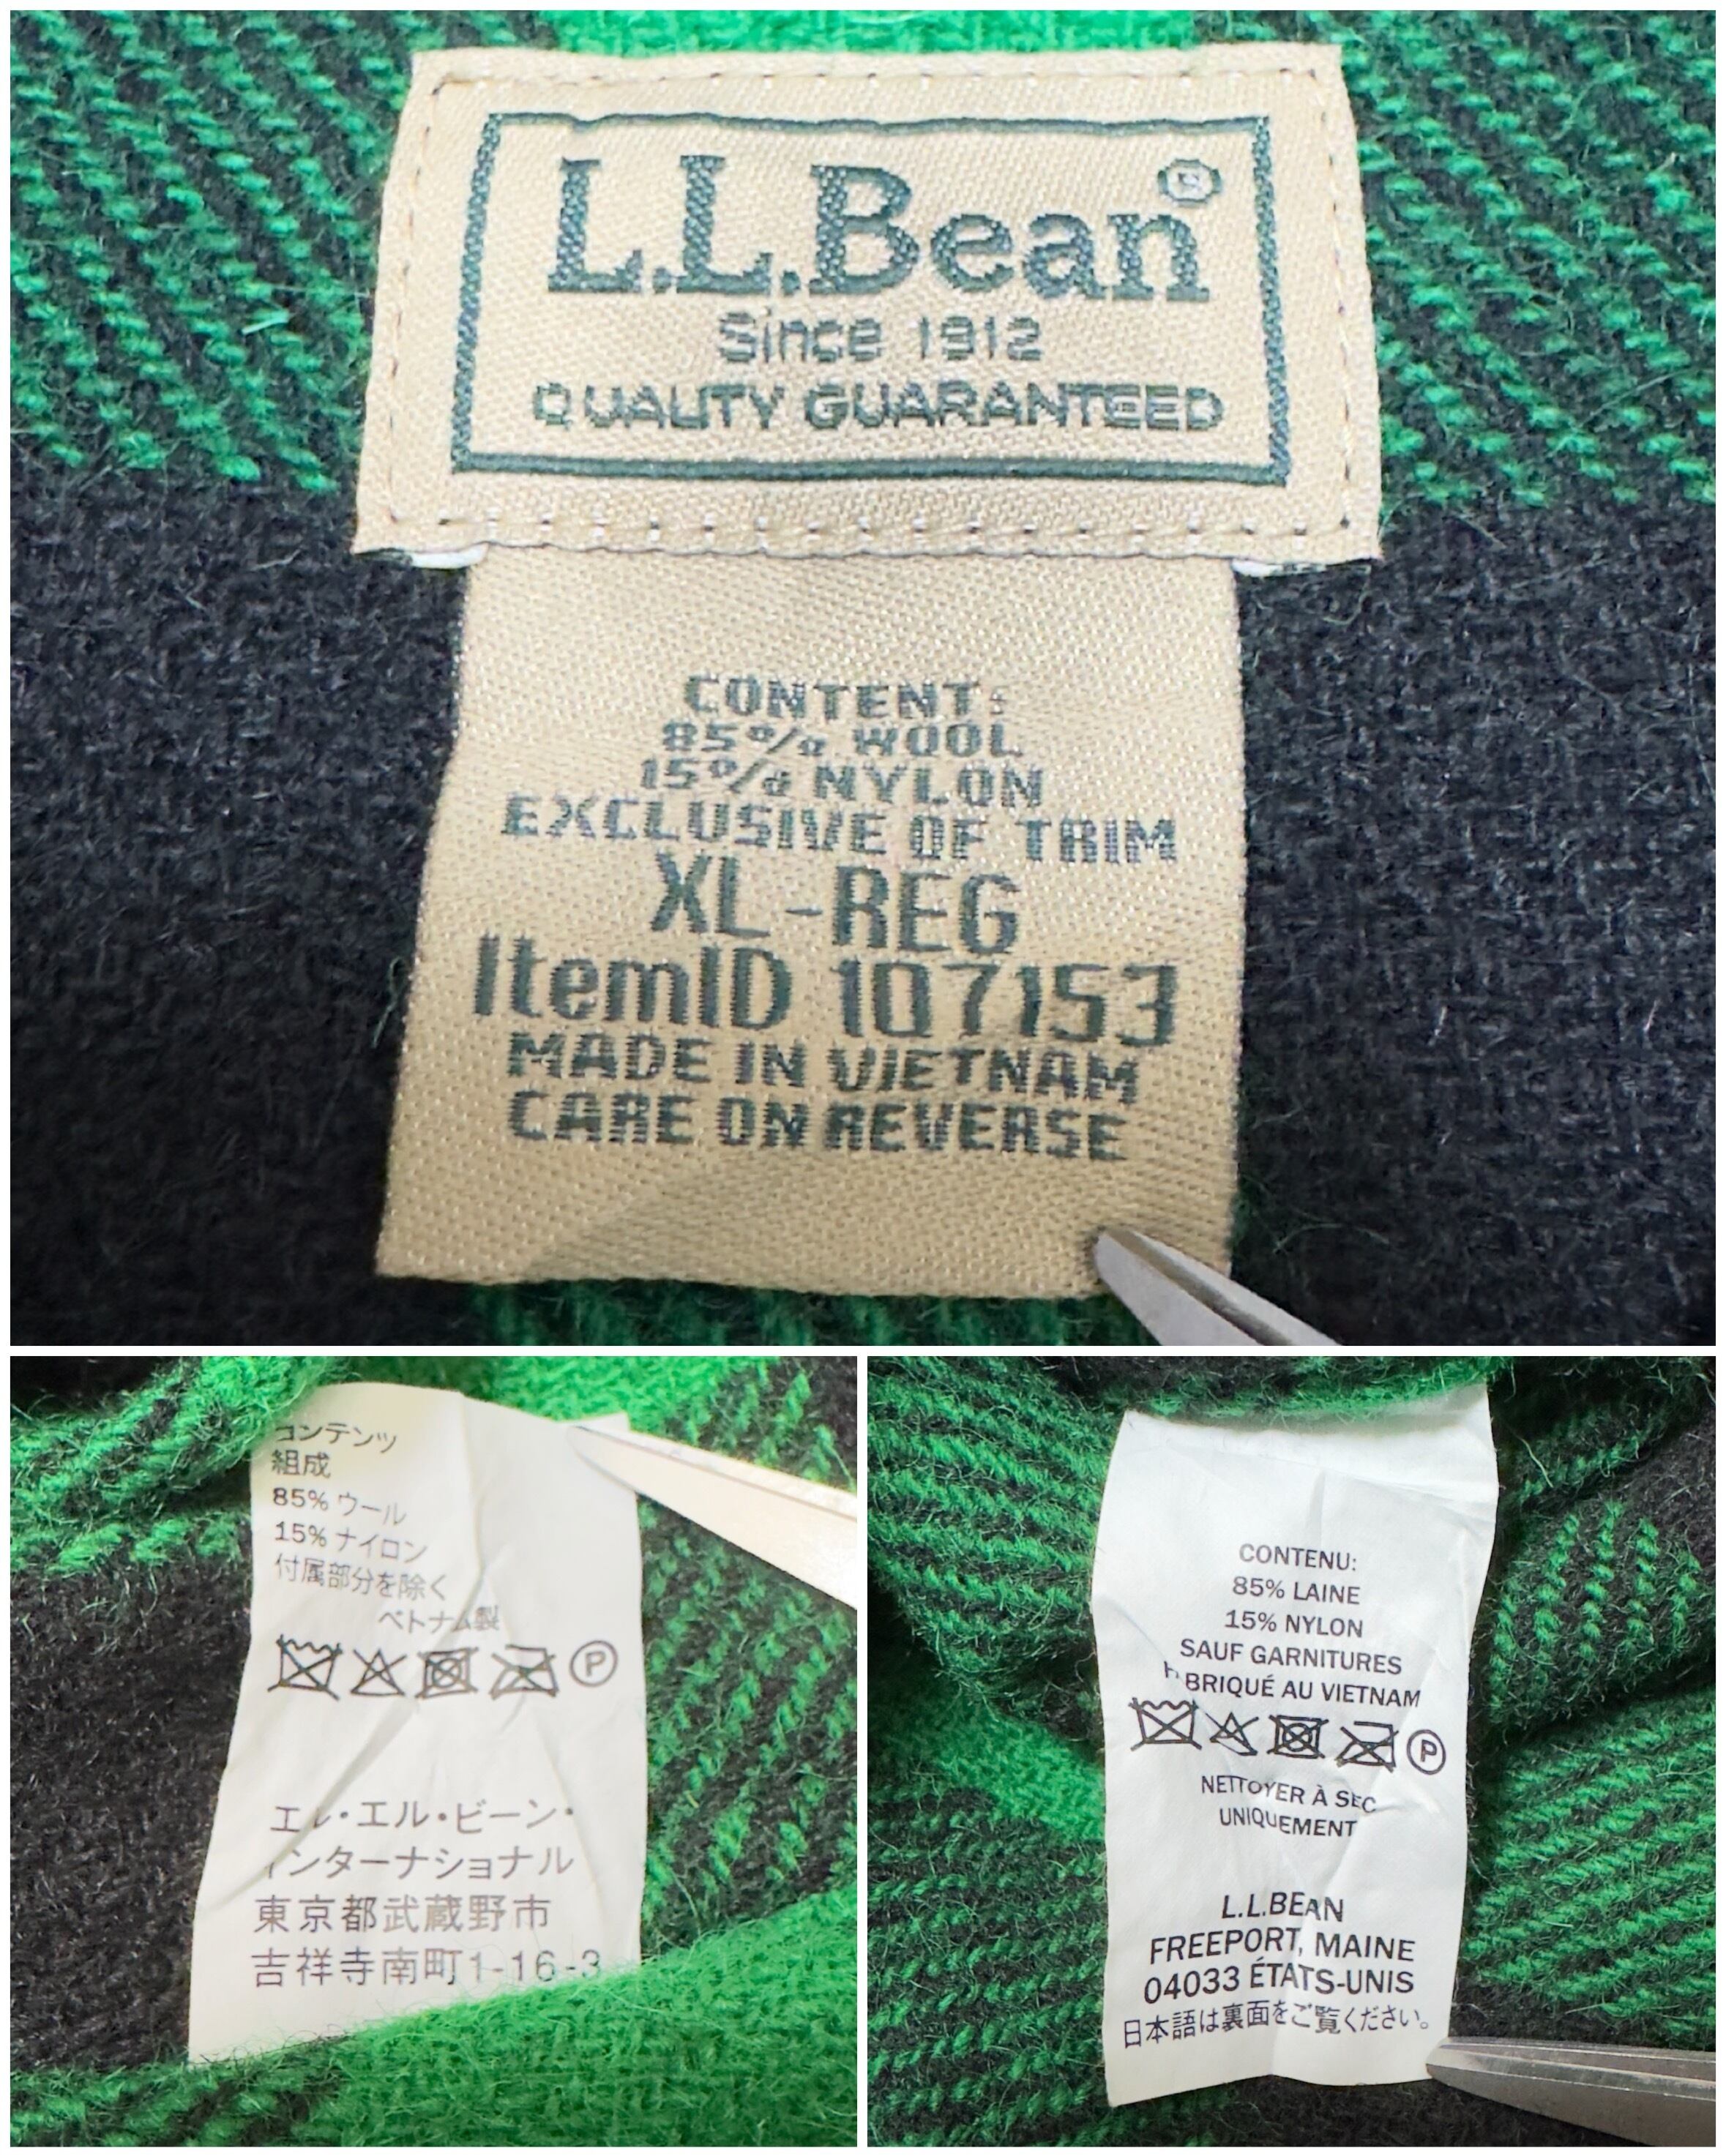 L.L.Bean®
Since 1912
QUALITY GUARANTEED
CONTENT:
85% WOOL
15% NYLON
EXCLUSIVE OF TRIM
XL-REG
ItemID 107153
MADE IN VIETNAM
CARE ON REVERSE
コンテンツ
組成
85% ウール
15% ナイロン
付属部分を除く
ベトナム製
P
エル・エル・ビーン・
インターナショナル
東京都武蔵野市
吉祥寺南町1-16-3
CONTENU:
85% LAINE
15% NYLON
SAUF GARNITURES
FABRIQUÉ AU VIETNAM
P
NETTOYER À SEC
UNIQUEMENT
L.L.BEAN
FREEPORT, MAINE
04033 ÉTATS-UNIS
日本語は裏面をご覧ください。